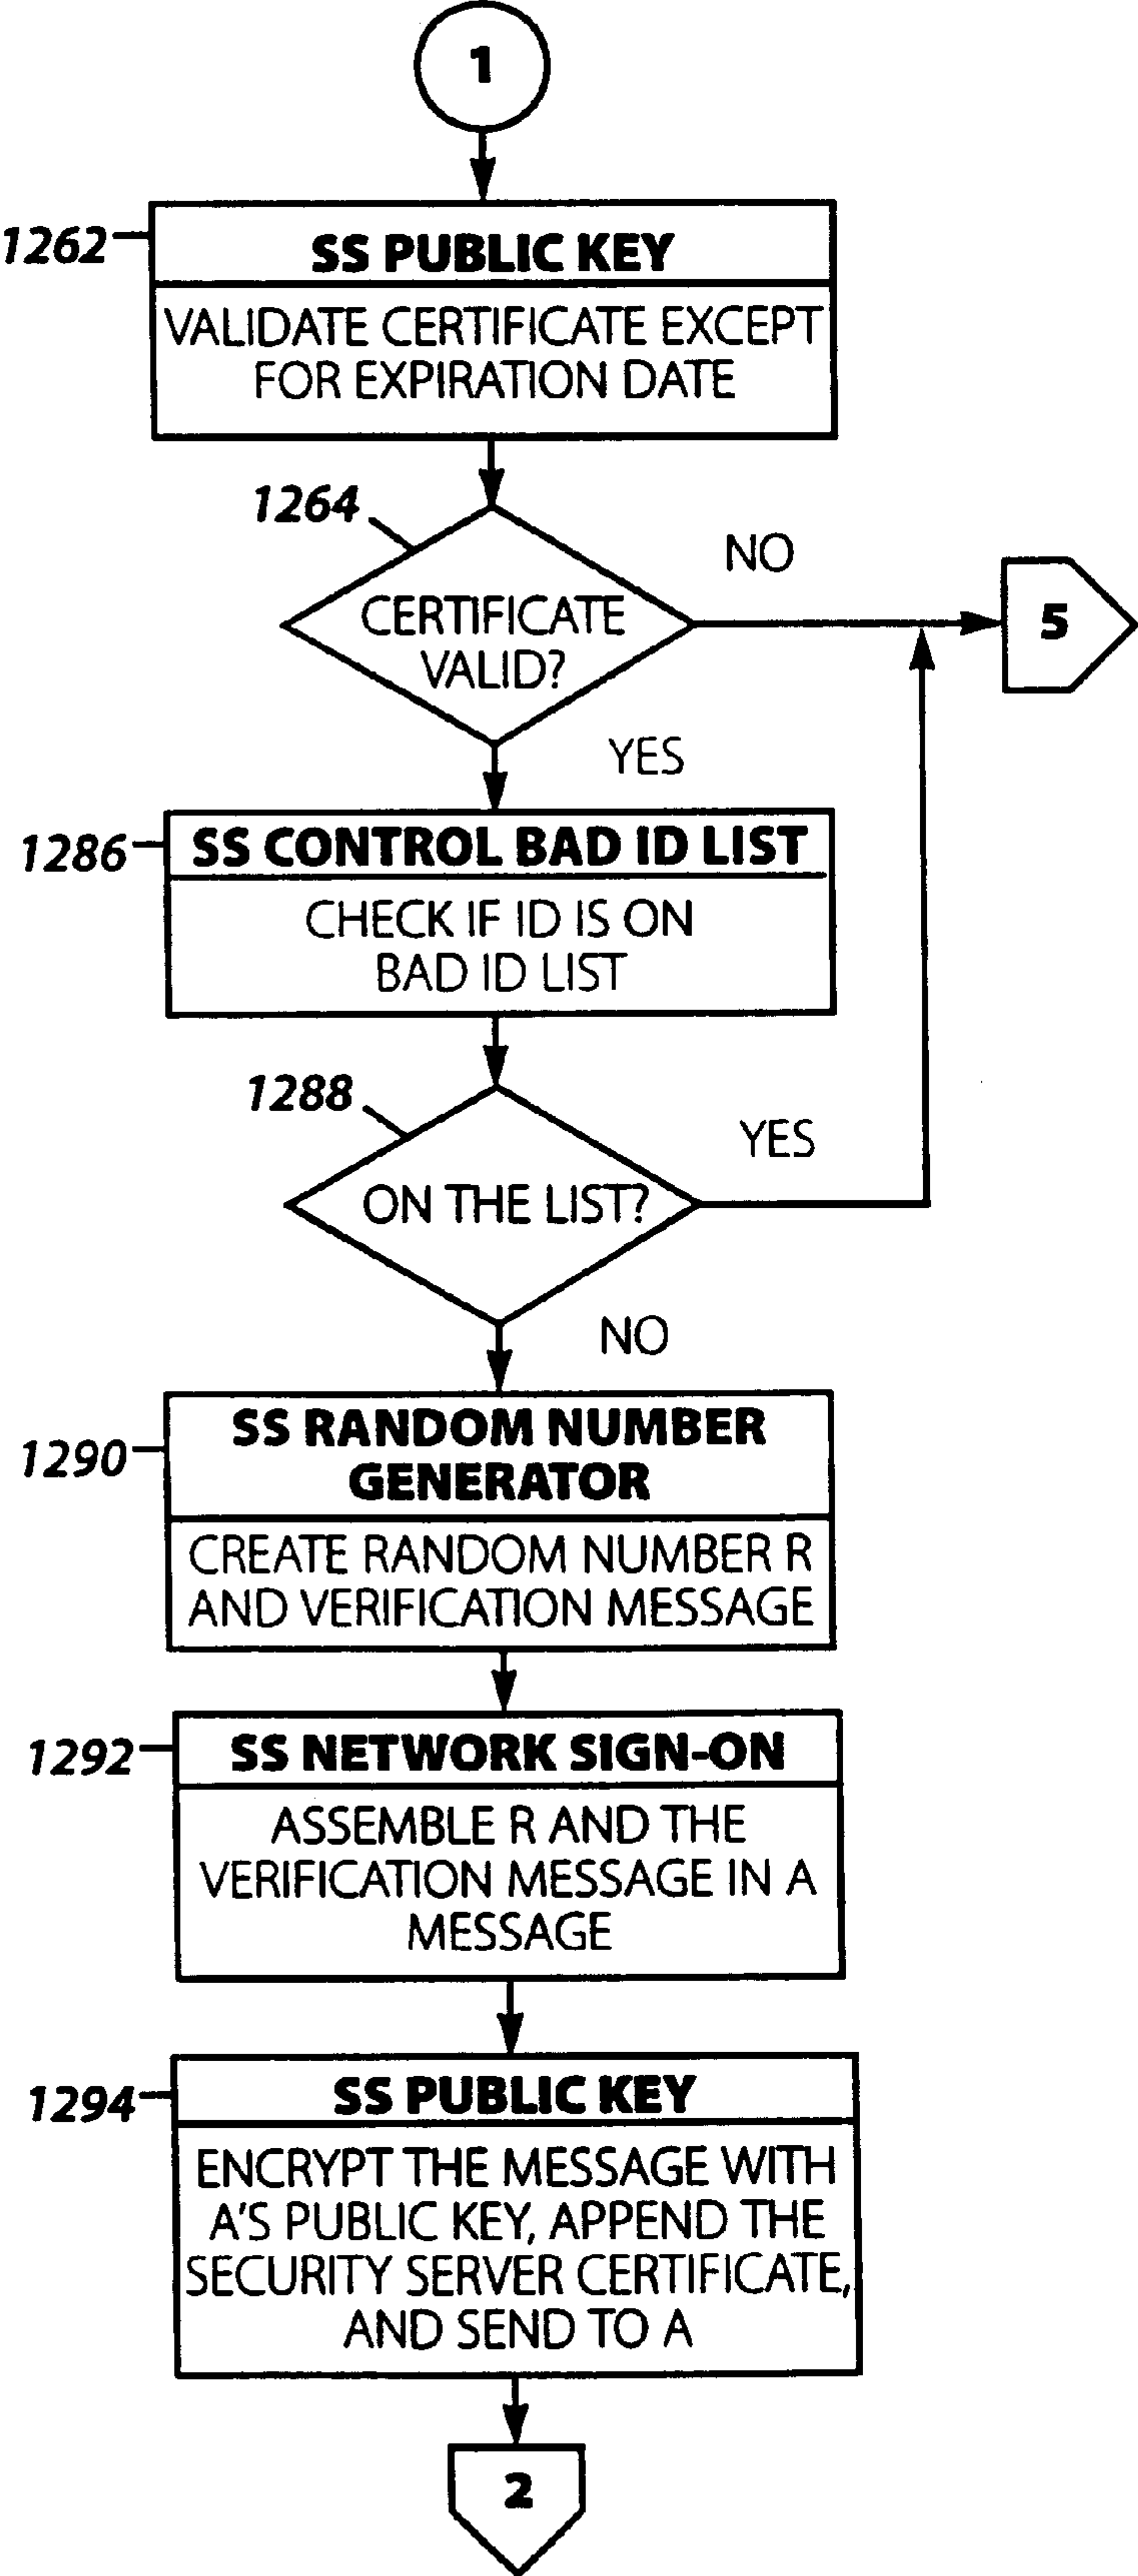 1
1262
SS PUBLIC KEY
VALIDATE CERTIFICATE EXCEPT
FOR EXPIRATION DATE
1264
NO
CERTIFICATE
VALID?
5
YES
1286
SS CONTROL BAD ID LIST
CHECK IF ID IS ON
BAD ID LIST
1288
YES
ON THE LIST?
NO
1290
SS RANDOM NUMBER
GENERATOR
CREATE RANDOM NUMBER R
AND VERIFICATION MESSAGE
1292
SS NETWORK SIGN-ON
ASSEMBLE R AND THE
VERIFICATION MESSAGE IN A
MESSAGE
1294
SS PUBLIC KEY
ENCRYPT THE MESSAGE WITH
A'S PUBLIC KEY, APPEND THE
SECURITY SERVER CERTIFICATE,
AND SEND TO A
2